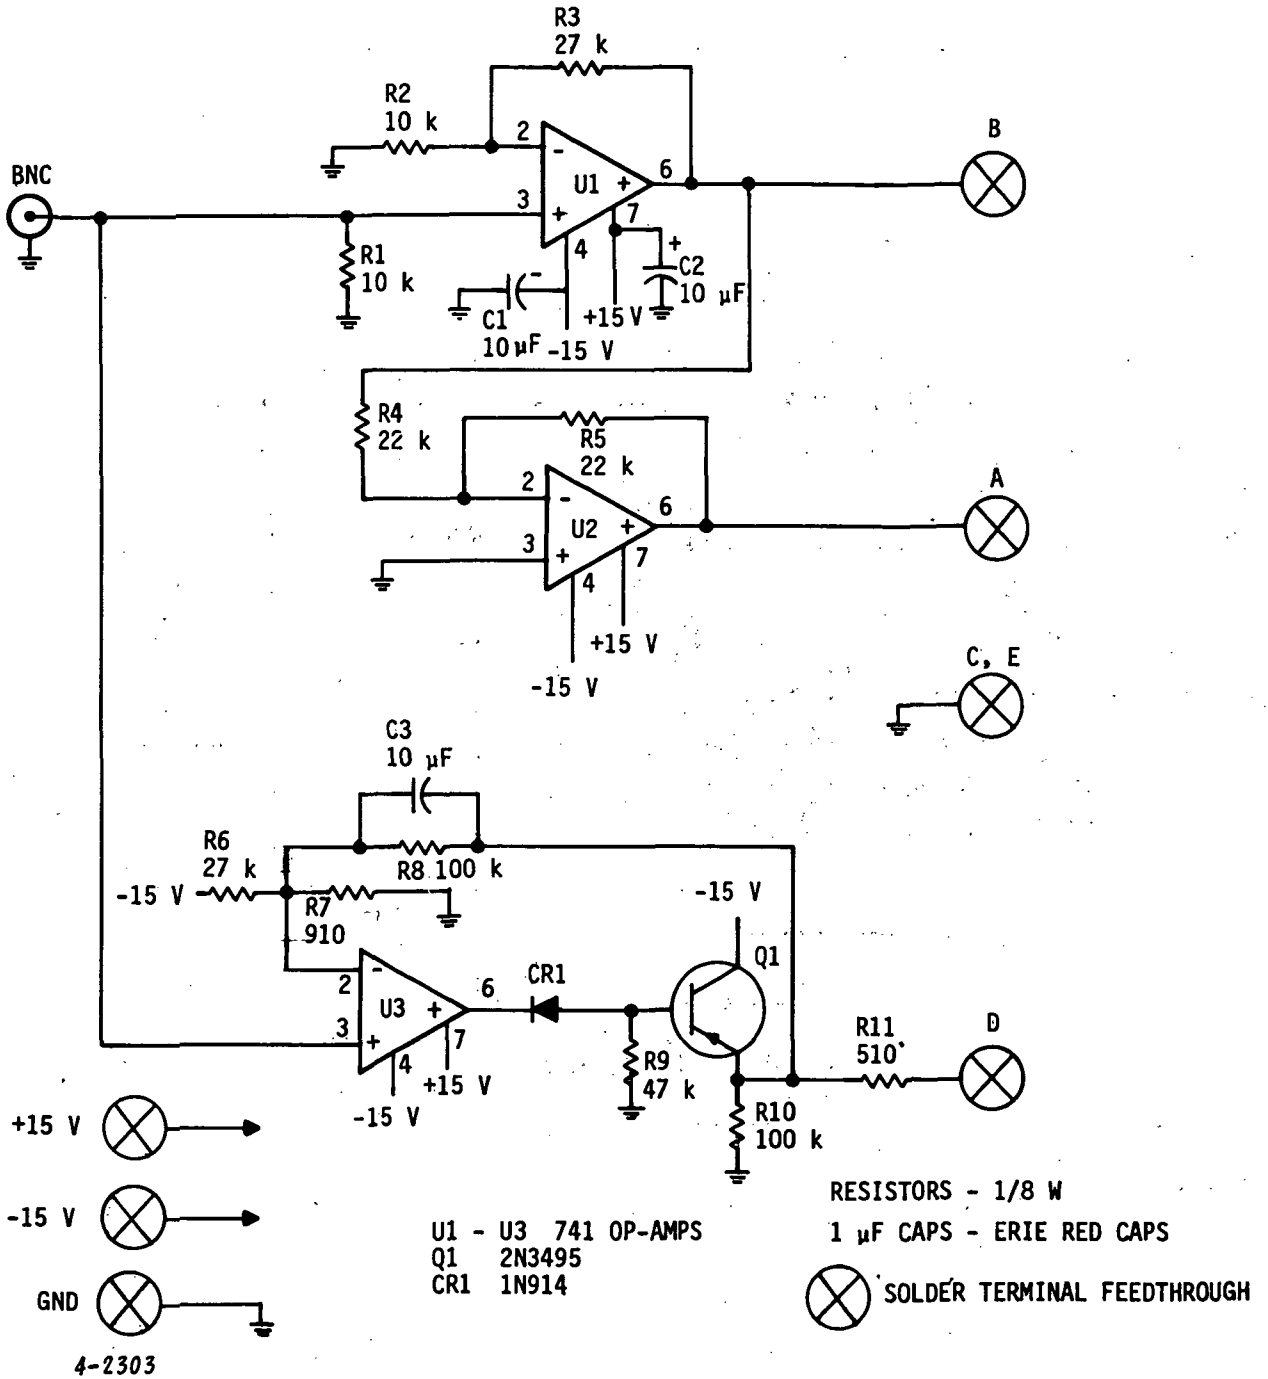 R3
27 k
R2
10 k
2
-
U1
+
6
B
BNC
3
+
7
4
R1
10 k
+
C2
10 µF
-
C1
10 µF
+15 V
-15 V
R4
22 k
R5
22 k
2
-
U2
+
6
A
3
+
4
7
+15 V
-15 V
C, E
C3
10 µF
R6
27 k
R8 100 k
-15 V
R7
910
-15 V
2
-
U3
+
6
CR1
Q1
3
+
4
7
+15 V
-15 V
R9
47 k
R11
510
D
R10
100 k
+15 V
-15 V
GND
4-2303
U1 - U3 741 OP-AMPS
Q1 2N3495
CR1 1N914
RESISTORS - 1/8 W
1 µF CAPS - ERIE RED CAPS
SOLDER TERMINAL FEEDTHROUGH